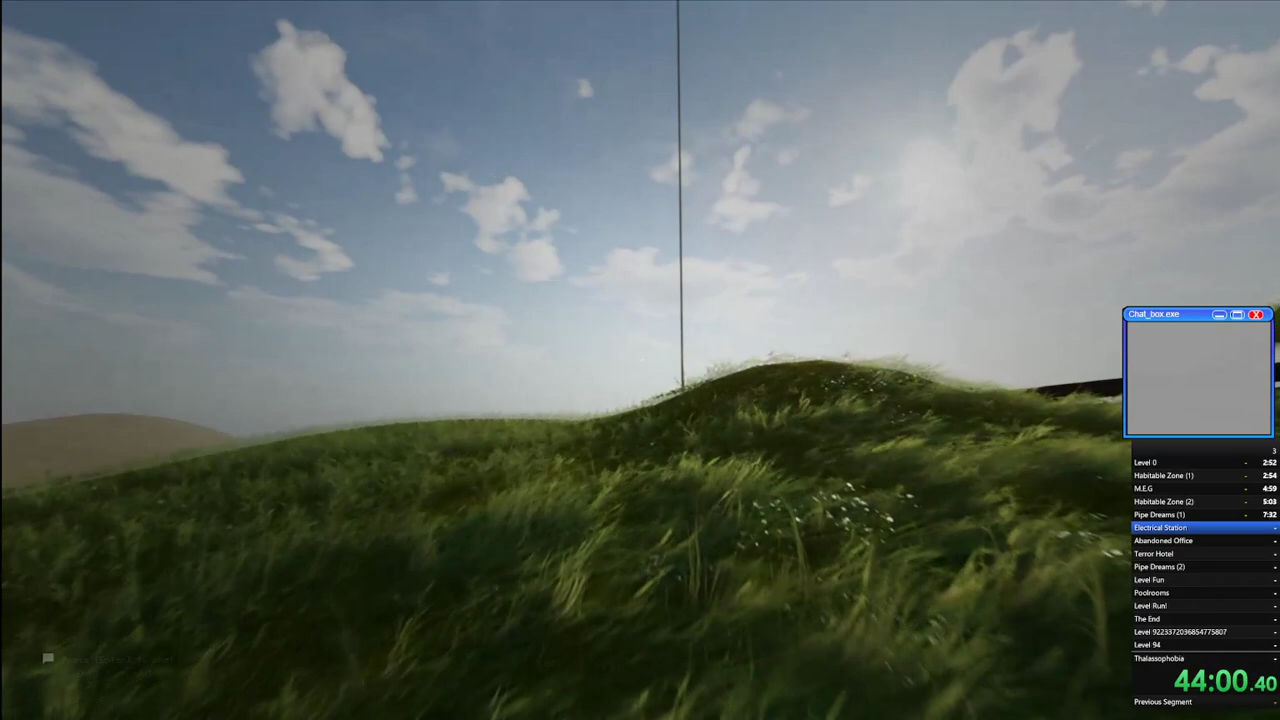 Chat_box.exe
3
Level 0 - 2:52
Habitable Zone (1) - 2:54
M.E.G - 4:59
Habitable Zone (2) - 5:03
Pipe Dreams (1) - 7:32
Electrical Station -
Abandoned Office -
Terror Hotel -
Pipe Dreams (2) -
Level Fun -
Poolrooms -
Level Run! -
The End -
Level 9223372036854775807 -
Level 94 -
Thalassophobia -
44:00.40
Previous Segment -